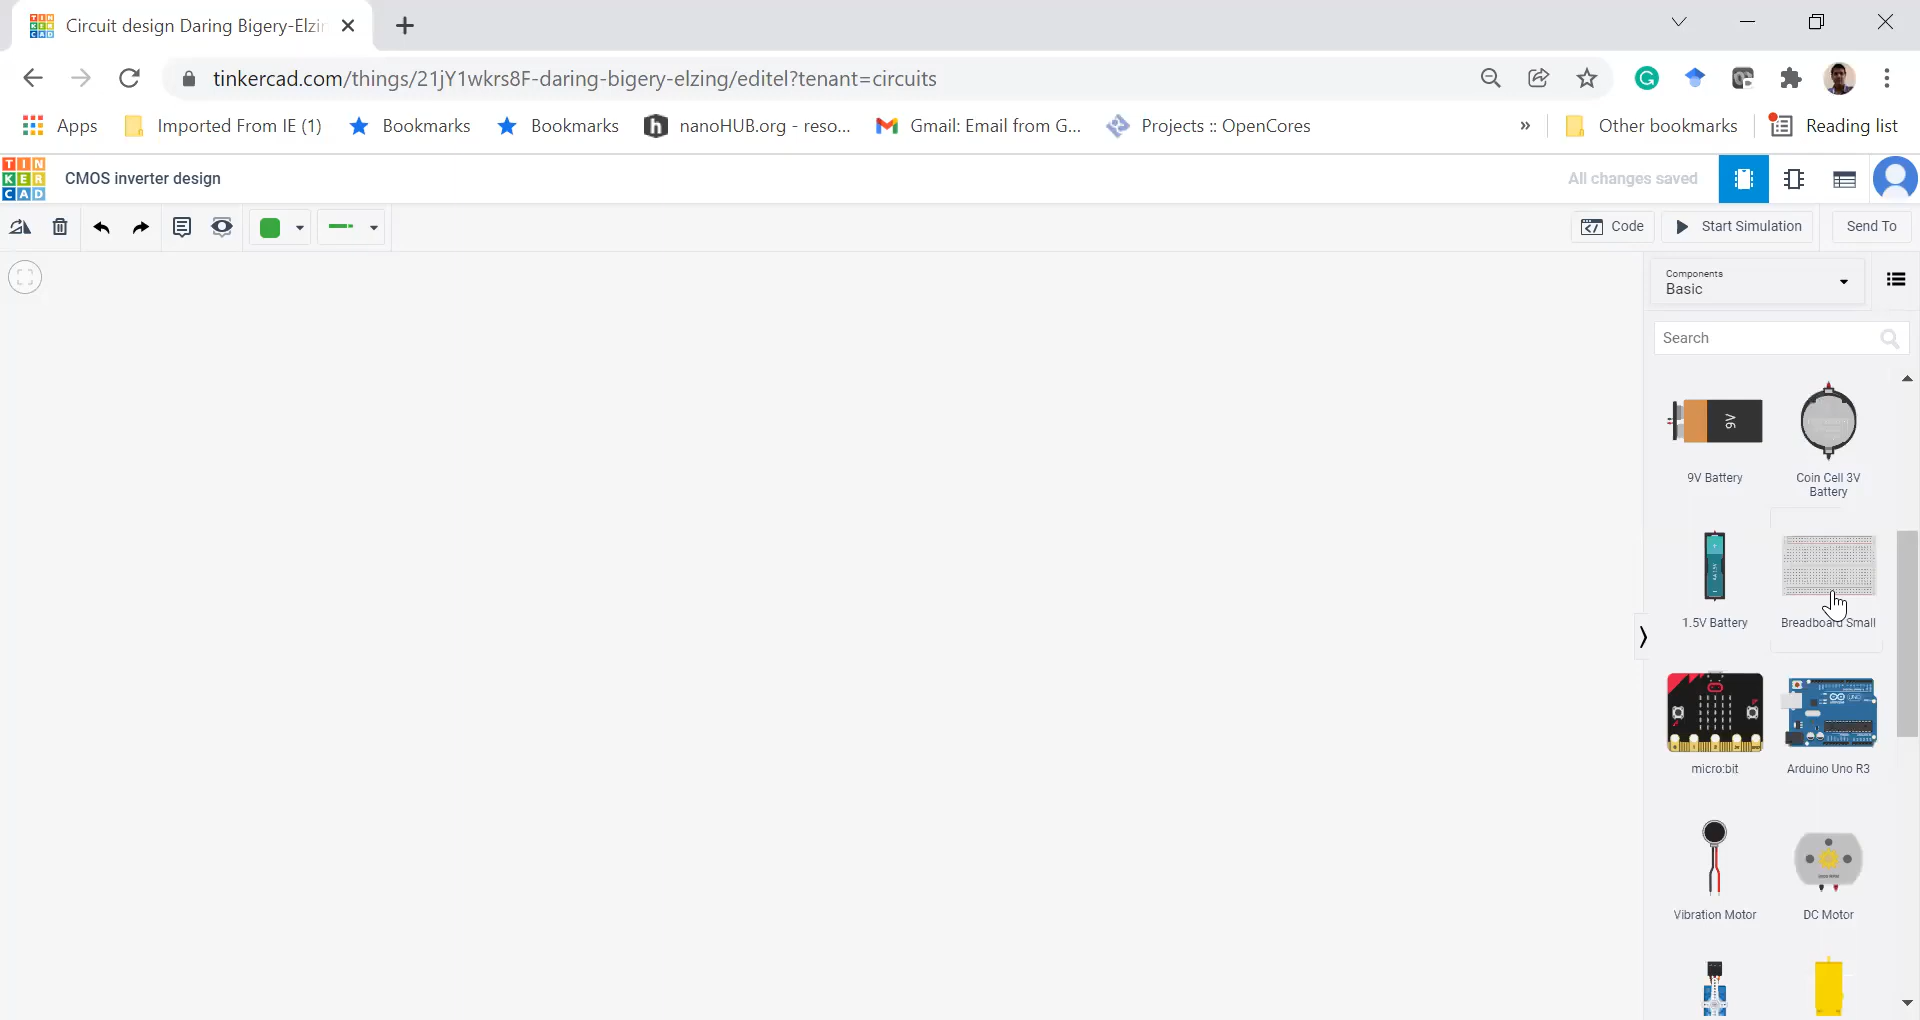 Circuit design Daring Bigery-Elzin
tinkercad.com/things/21jY1wkrs8F-daring-bigery-elzing/editel?tenant=circuits
Apps Imported From IE (1) Bookmarks Bookmarks nanoHUB.org - reso... Gmail: Email from G... Projects :: OpenCores » Other bookmarks Reading list
TIN
KER
CAD
CMOS inverter design
All changes saved
Code Start Simulation Send To
Components
Basic
Search
9V
9V Battery
Coin Cell 3V
Battery
1.5V Battery
Breadboard Small
micro:bit
Arduino Uno R3
Vibration Motor
DC Motor